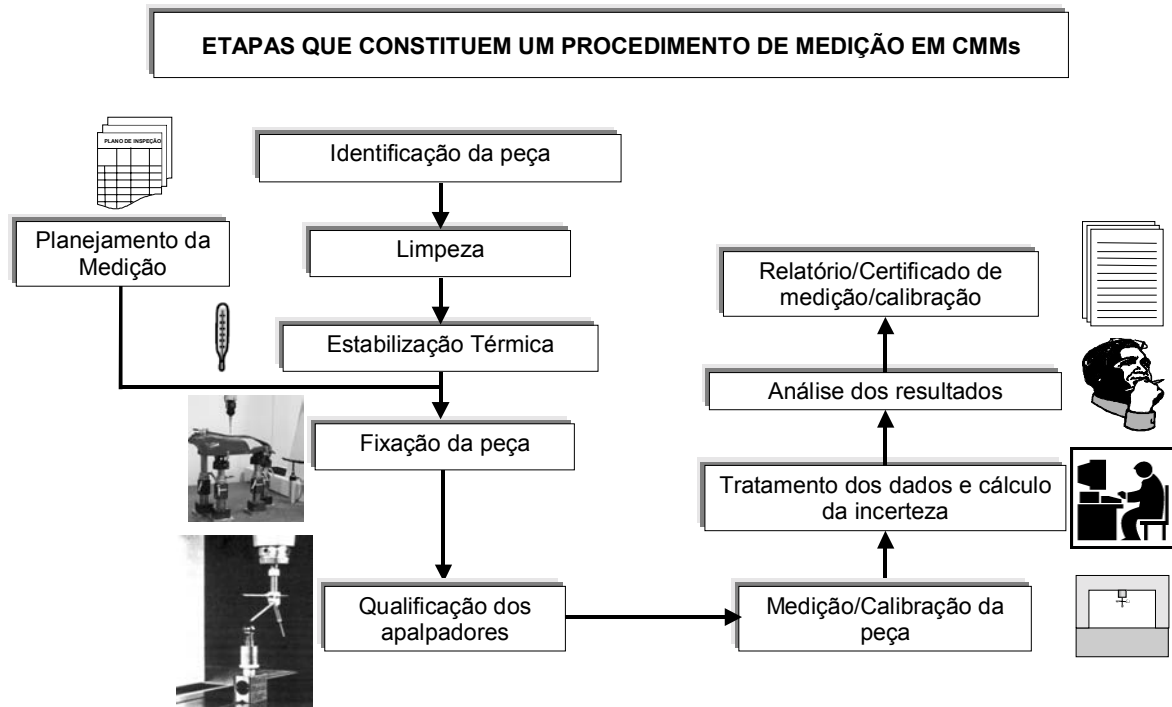 ETAPAS QUE CONSTITUEM UM PROCEDIMENTO DE MEDIÇÃO EM CMMs
PLANO DE INSPEÇÃO
Planejamento da
Medição
Identificação da peça
Limpeza
Estabilização Térmica
Fixação da peça
Qualificação dos
apalpadores
Medição/Calibração da
peça
Tratamento dos dados e cálculo
da incerteza
Análise dos resultados
Relatório/Certificado de
medição/calibração